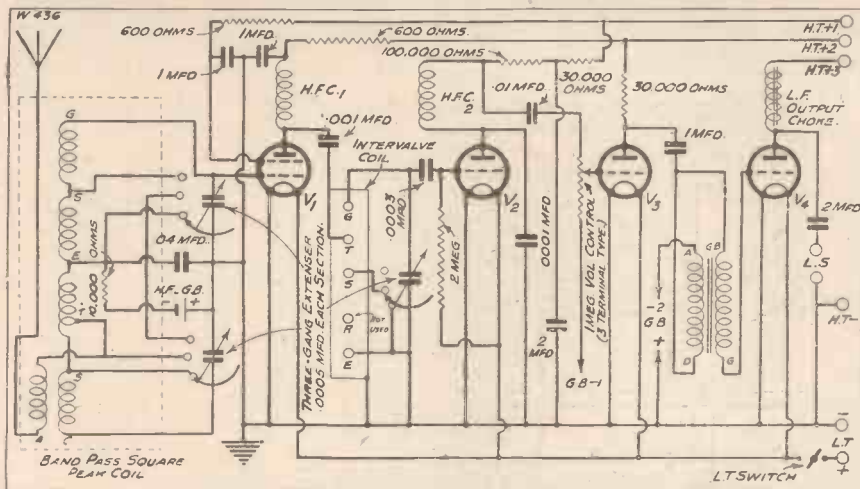 W 436
600 OHMS
1 MFD
1 MFD.
600 OHMS.
100,000 OHMS
H.T.+1
H.T.+2
H.T.+3
H.F.C. 1
H.F.C. 2
.01 MFD.
30.000 OHMS
30.000 OHMS
L.F. OUTPUT CHOKE.
.001 MFD.
INTERVALVE COIL
.0003 MFD
1 MFD.
V1
V2
V3
V4
G
S
E
T
S
A
G
.04 MFD.
10,000 OHMS
H.F. G.B.
- +
THREE-GANG EXTENSER
.0005 MFD. EACH SECTION.
G
T
S
R
E
NOT USED
2 MEG
.0001 MFD
2 MFD
1 MEG. VOL CONTROL
(3 TERMINAL TYPE.)
G B-1
-2
GB
+
A
GB
D
G
2 MFD
L.S
H.T-
-
L.T
+
L.T SWITCH
BAND PASS SQUARE
PEAK COIL